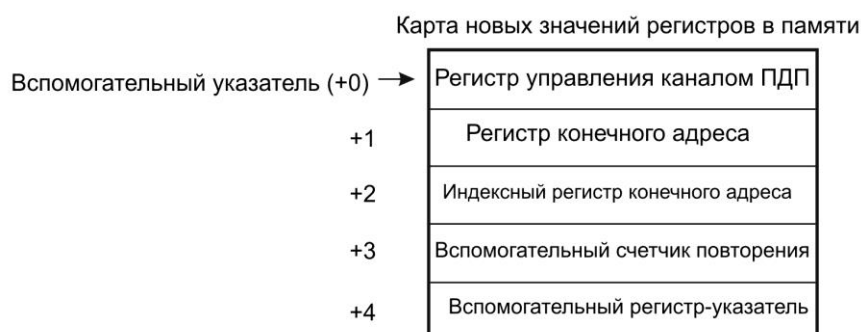 Карта новых значений регистров в памяти
Вспомогательный указатель (+0) Регистр управления каналом ПДП
+1 Регистр конечного адреса
+2 Индексный регистр конечного адреса
+3 Вспомогательный счетчик повторения
+4 Вспомогательный регистр-указатель